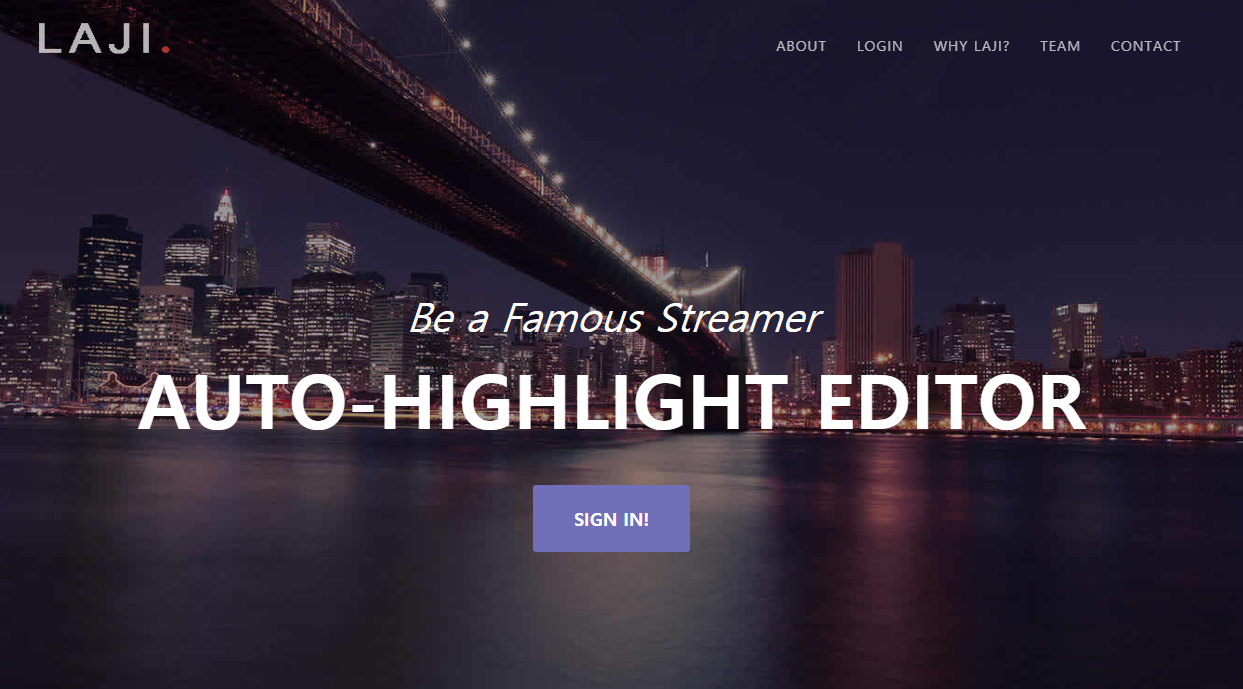 LAJI.
ABOUT LOGIN WHY LAJI? TEAM CONTACT
Be a Famous Streamer
AUTO-HIGHLIGHT EDITOR
SIGN IN!